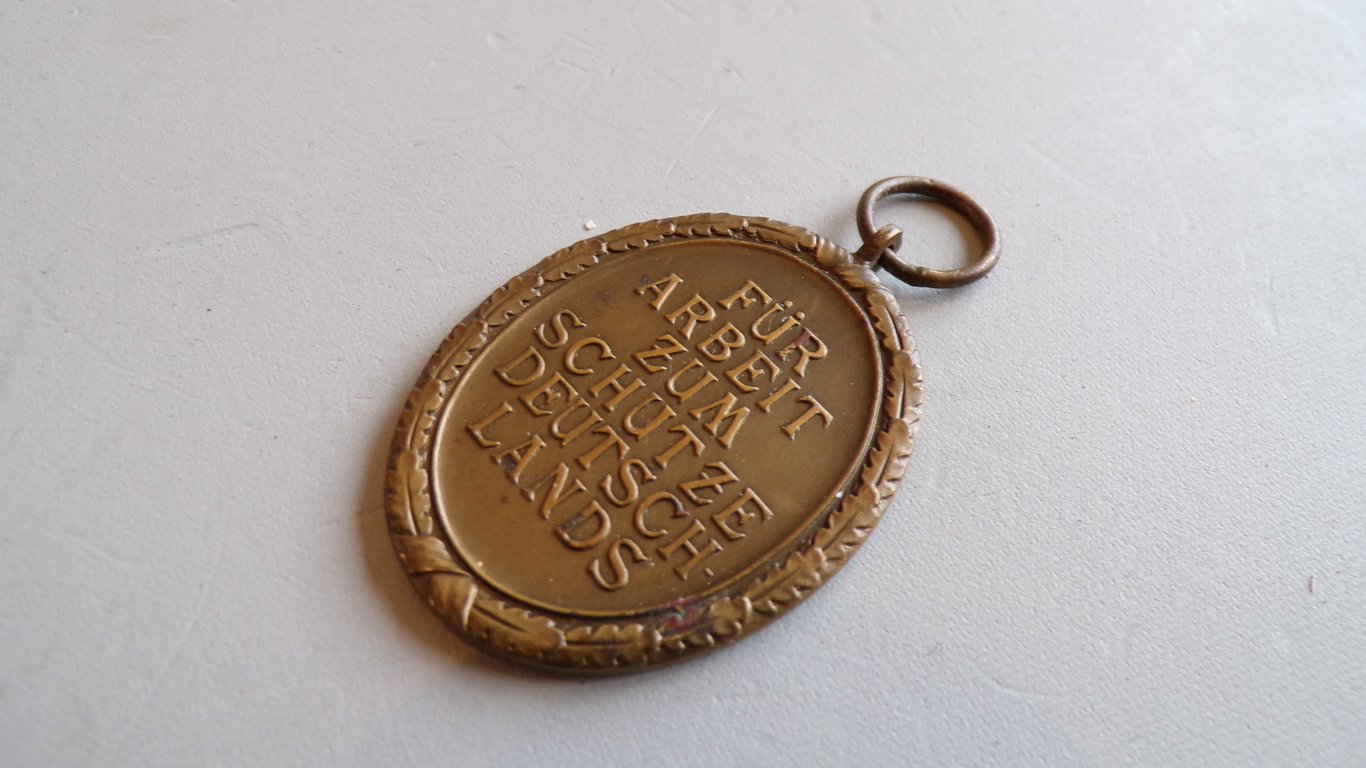 FÜR
ARBEIT
ZUM
SCHUTZE
DEUTSCH-
LANDS